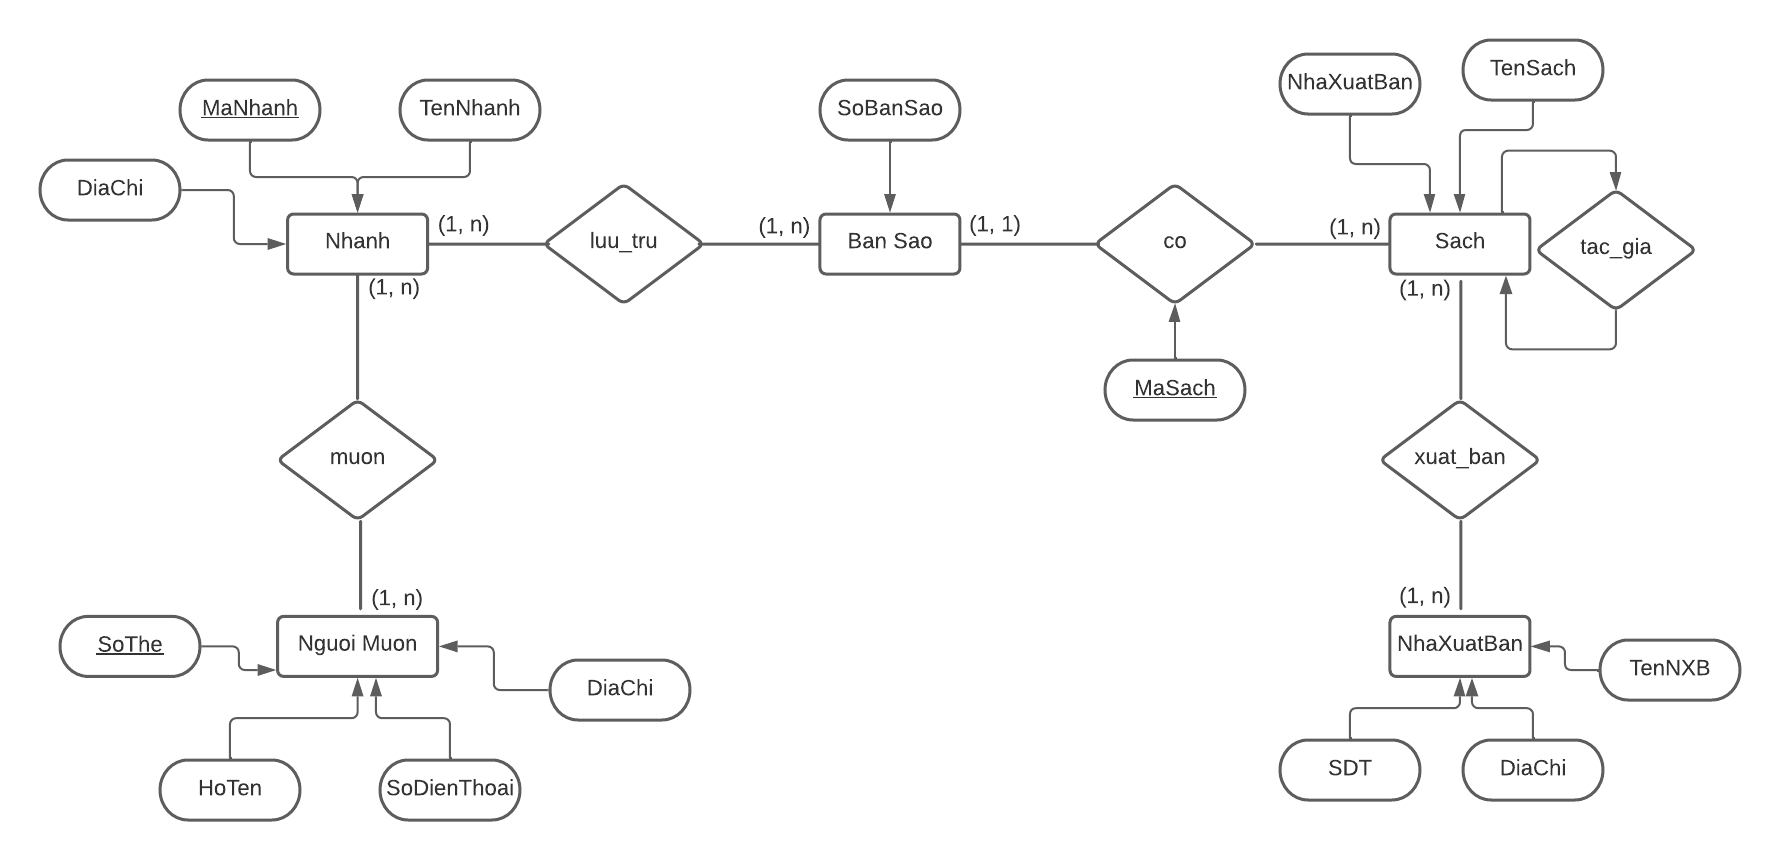 NhaXuatBan
TenSach
MaNhanh
TenNhanh
SoBanSao
DiaChi
Nhanh
(1, n)
luu_tru
(1, n)
Ban Sao
(1, 1)
co
(1, n)
Sach
tac_gia
(1, n)
(1, n)
MaSach
muon
xuat_ban
(1, n)
(1, n)
SoThe
Nguoi Muon
DiaChi
NhaXuatBan
TenNXB
HoTen
SoDienThoai
SDT
DiaChi